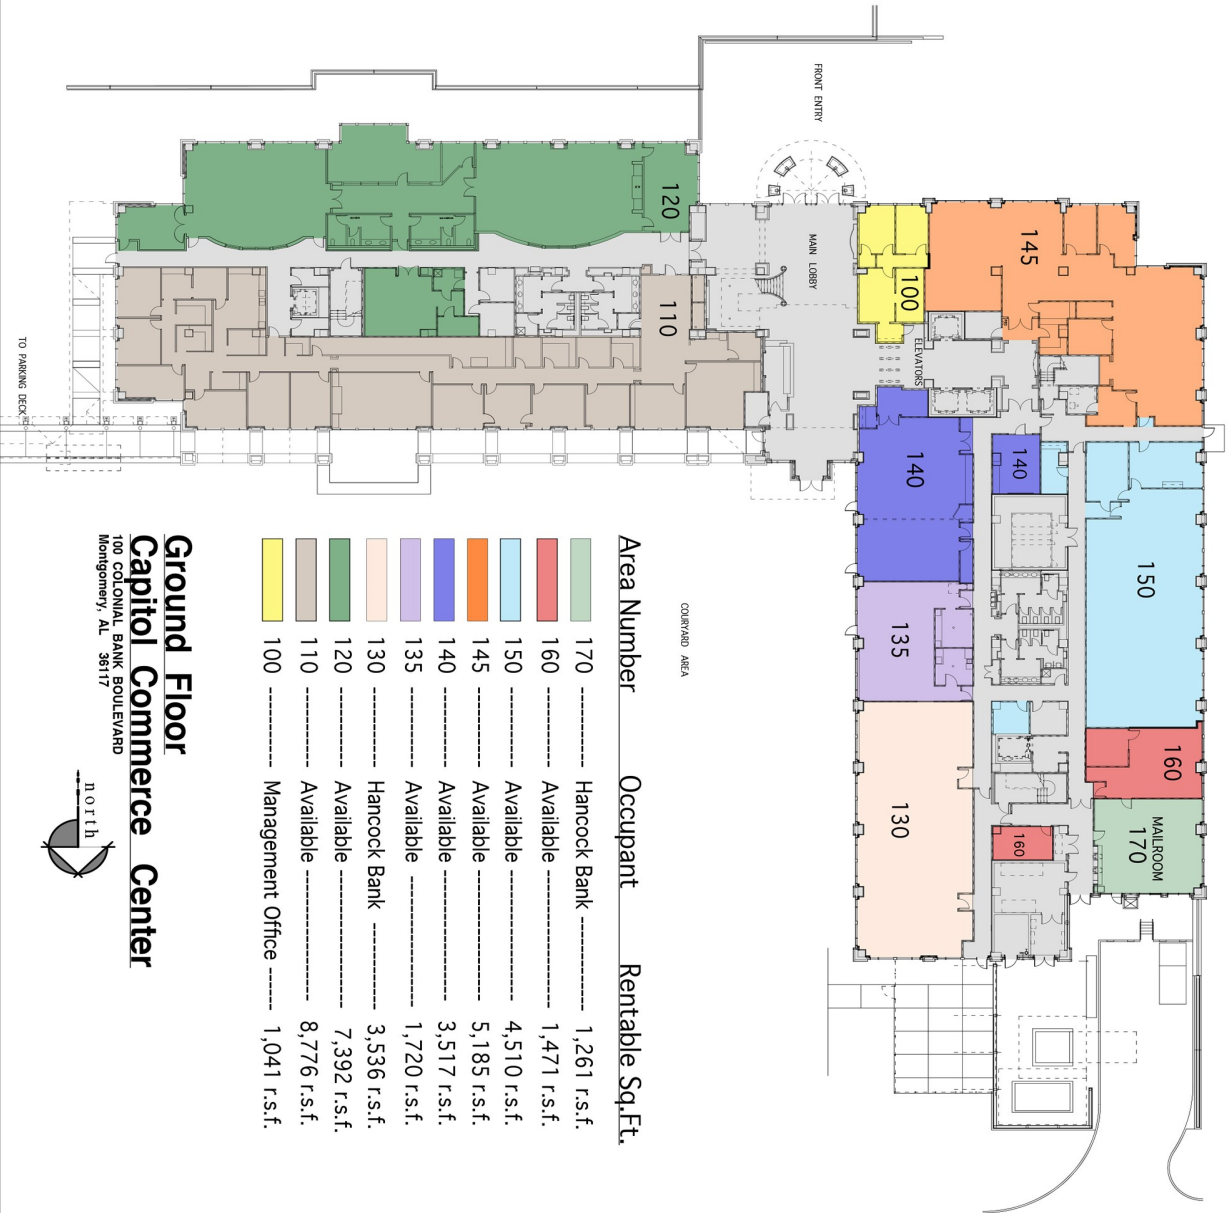 FRONT ENTRY
120
MAIN LOBBY
145
100
110
ELEVATORS
TO PARKING DECK
140
140
150
135
160
130
160
MAILROOM
170
COURTYARD AREA
Area Number Occupant Rentable Sq.Ft.
170 ---------- Hancock Bank ---------- 1,261 r.s.f.
160 ---------- Available ---------- 1,471 r.s.f.
150 ---------- Available ---------- 4,510 r.s.f.
145 ---------- Available ---------- 5,185 r.s.f.
140 ---------- Available ---------- 3,517 r.s.f.
135 ---------- Available ---------- 1,720 r.s.f.
130 ---------- Hancock Bank ---------- 3,536 r.s.f.
120 ---------- Available ---------- 7,392 r.s.f.
110 ---------- Available ---------- 8,776 r.s.f.
100 ---------- Management Office ------ 1,041 r.s.f.
Ground Floor
Capitol Commerce Center
100 COLONIAL BANK BOULEVARD
Montgomery, AL 36117
north